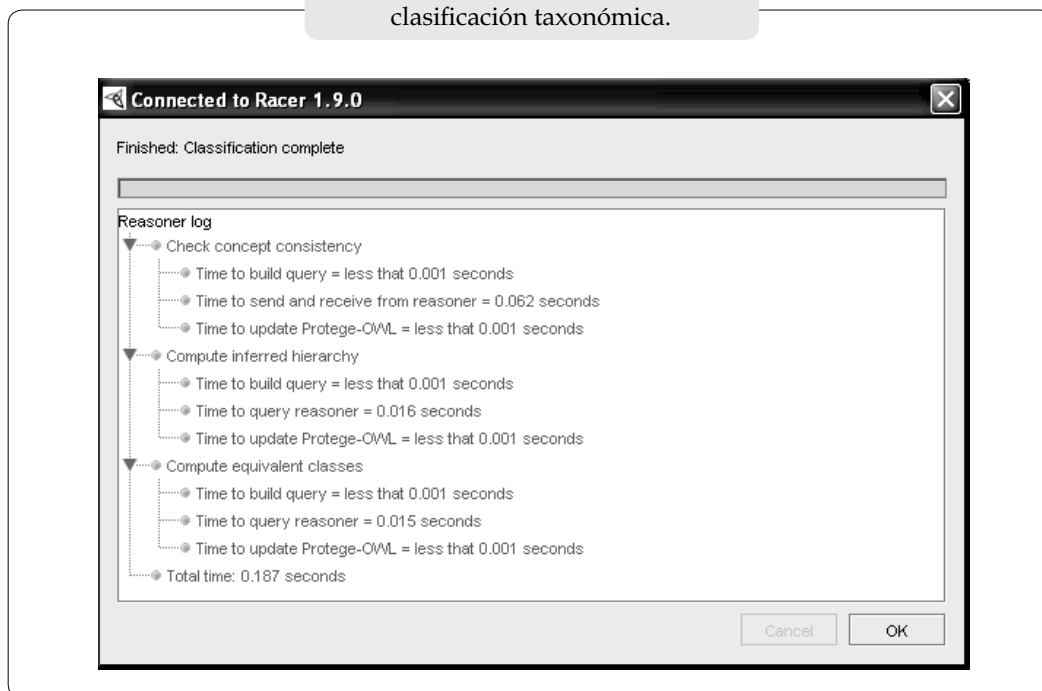 clasificación taxonómica.
Connected to Racer 1.9.0
Finished: Classification complete
Reasoner log
Check concept consistency
Time to build query = less that 0.001 seconds
Time to send and receive from reasoner = 0.062 seconds
Time to update Protege-OWL = less that 0.001 seconds
Compute inferred hierarchy
Time to build query = less that 0.001 seconds
Time to query reasoner = 0.016 seconds
Time to update Protege-OWL = less that 0.001 seconds
Compute equivalent classes
Time to build query = less that 0.001 seconds
Time to query reasoner = 0.015 seconds
Time to update Protege-OWL = less that 0.001 seconds
Total time: 0.187 seconds
Cancel OK